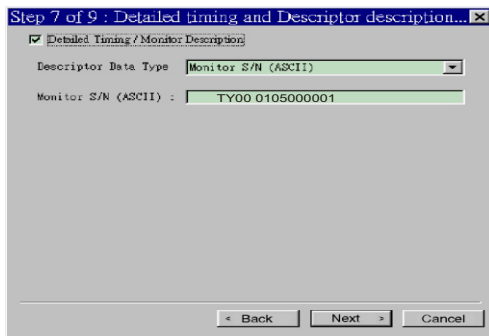 Step 7 of 9 : Detailed timing and Descriptor description...
Detailed Timing / Monitor Description
Descriptor Data Type Monitor S/N (ASCII)
Monitor S/N (ASCII) : TY00 0105000001
< Back Next > Cancel